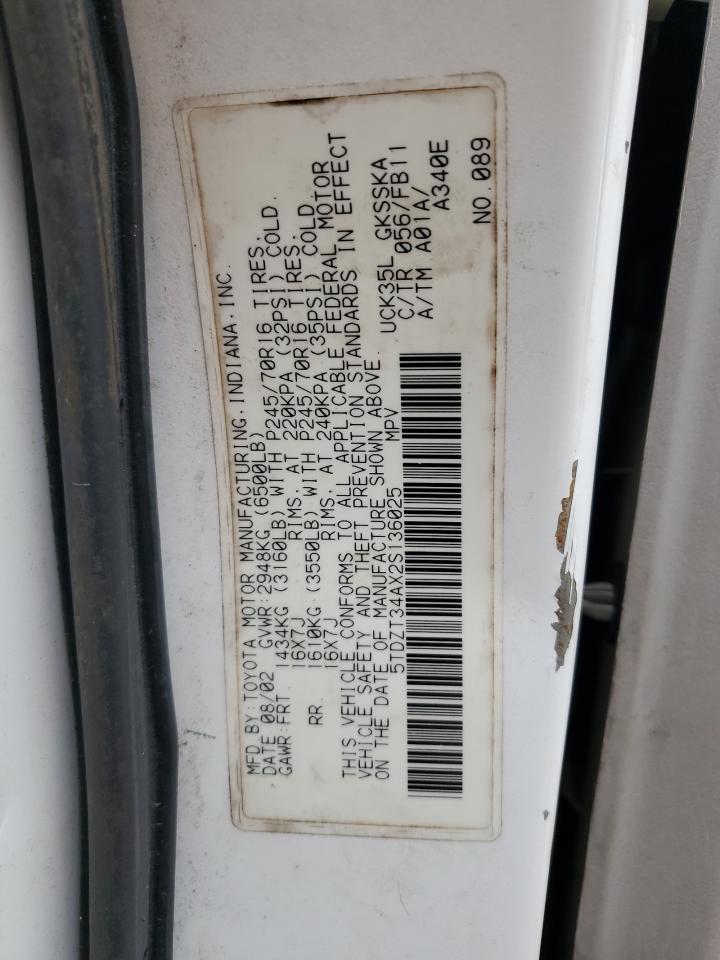 MFD.BY:TOYOTA MOTOR MANUFACTURING.INDIANA.INC.
DATE 08/02 GVWR:2948KG (6500LB)
GAWR:FRT. 1434KG (3160LB) WITH P245/70R16 TIRES.
16X7J RIMS. AT 220KPA (32PSI) COLD.
RR. 1610KG (3550LB) WITH P245/70R16 TIRES.
16X7J RIMS. AT 240KPA (35PSI) COLD.
THIS VEHICLE CONFORMS TO ALL APPLICABLE FEDERAL MOTOR
VEHICLE SAFETY AND THEFT PREVENTION STANDARDS IN EFFECT
ON THE DATE OF MANUFACTURE SHOWN ABOVE.
5TDZT34AX2S136025 MPV
UCK35L GKSSKA
C/TR 056/FB11
A/TM A01A/
A340E
NO.089